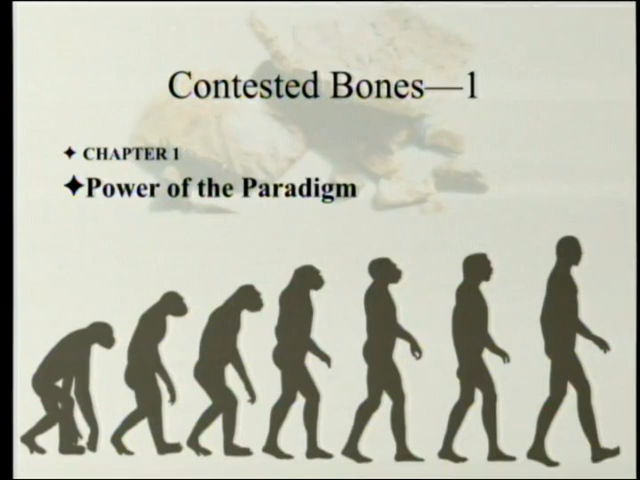 Contested Bones—1
✦ CHAPTER 1
✦Power of the Paradigm